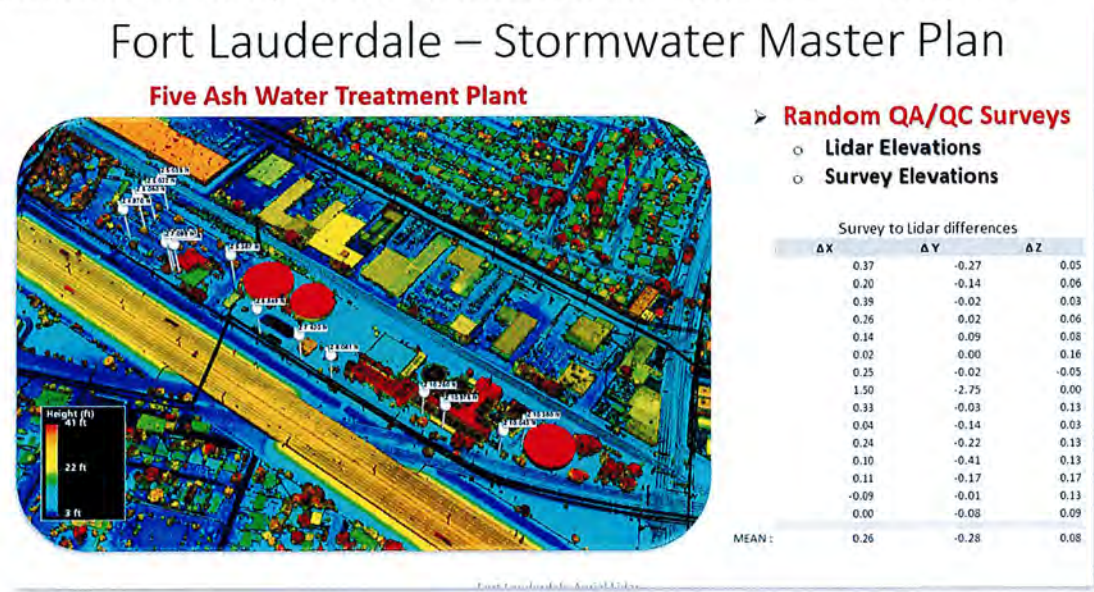 Fort Lauderdale – Stormwater Master Plan
Five Ash Water Treatment Plant
Height (ft)
41 ft
22 ft
3 ft
➢ Random QA/QC Surveys
○ Lidar Elevations
○ Survey Elevations
Survey to Lidar differences
Δ X Δ Y Δ Z
0.37 -0.27 0.05
0.20 -0.14 0.06
0.39 -0.02 0.03
0.26 0.02 0.06
0.14 0.09 0.08
0.02 0.00 0.16
0.25 -0.02 -0.05
1.50 -2.75 0.00
0.33 -0.03 0.13
0.04 -0.14 0.03
0.24 -0.22 0.13
0.10 -0.41 0.13
0.11 -0.17 0.17
-0.09 -0.01 0.13
0.00 -0.08 0.09
MEAN : 0.26 -0.28 0.08